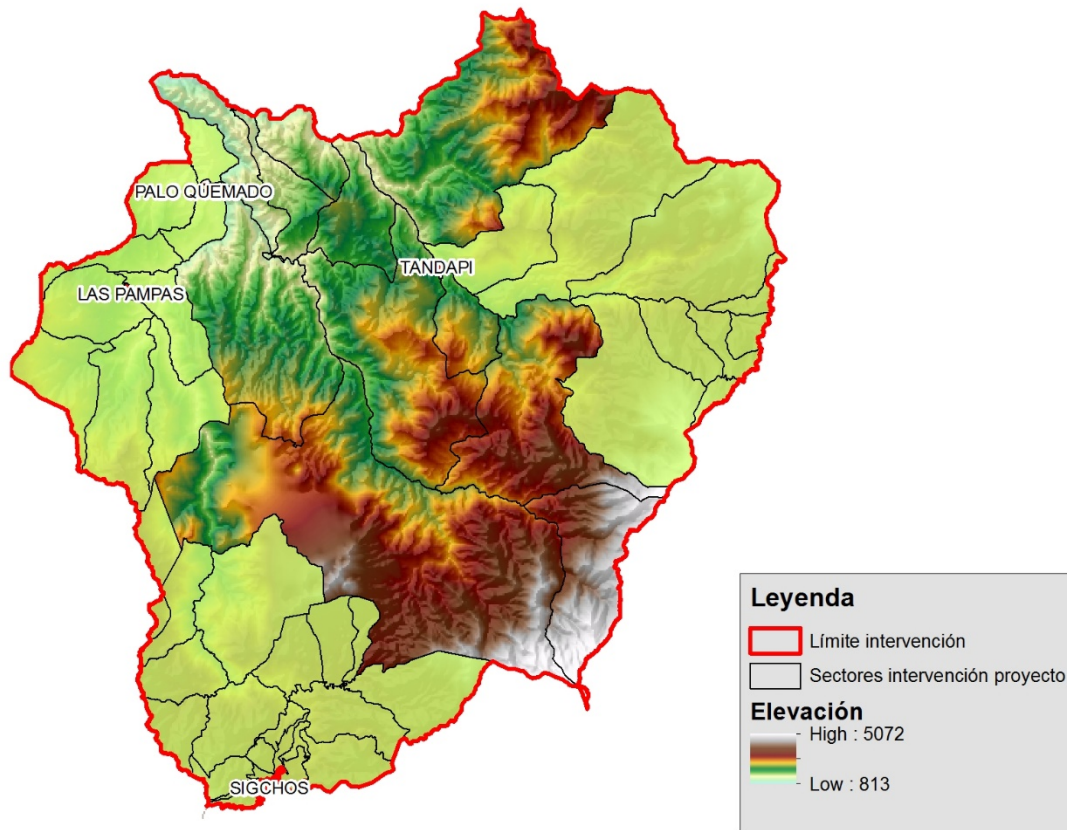 PALO QUEMADO
TANDAPI
LAS PAMPAS
SIGCHOS
Leyenda
Límite intervención
Sectores intervención proyecto
Elevación
High : 5072
Low : 813